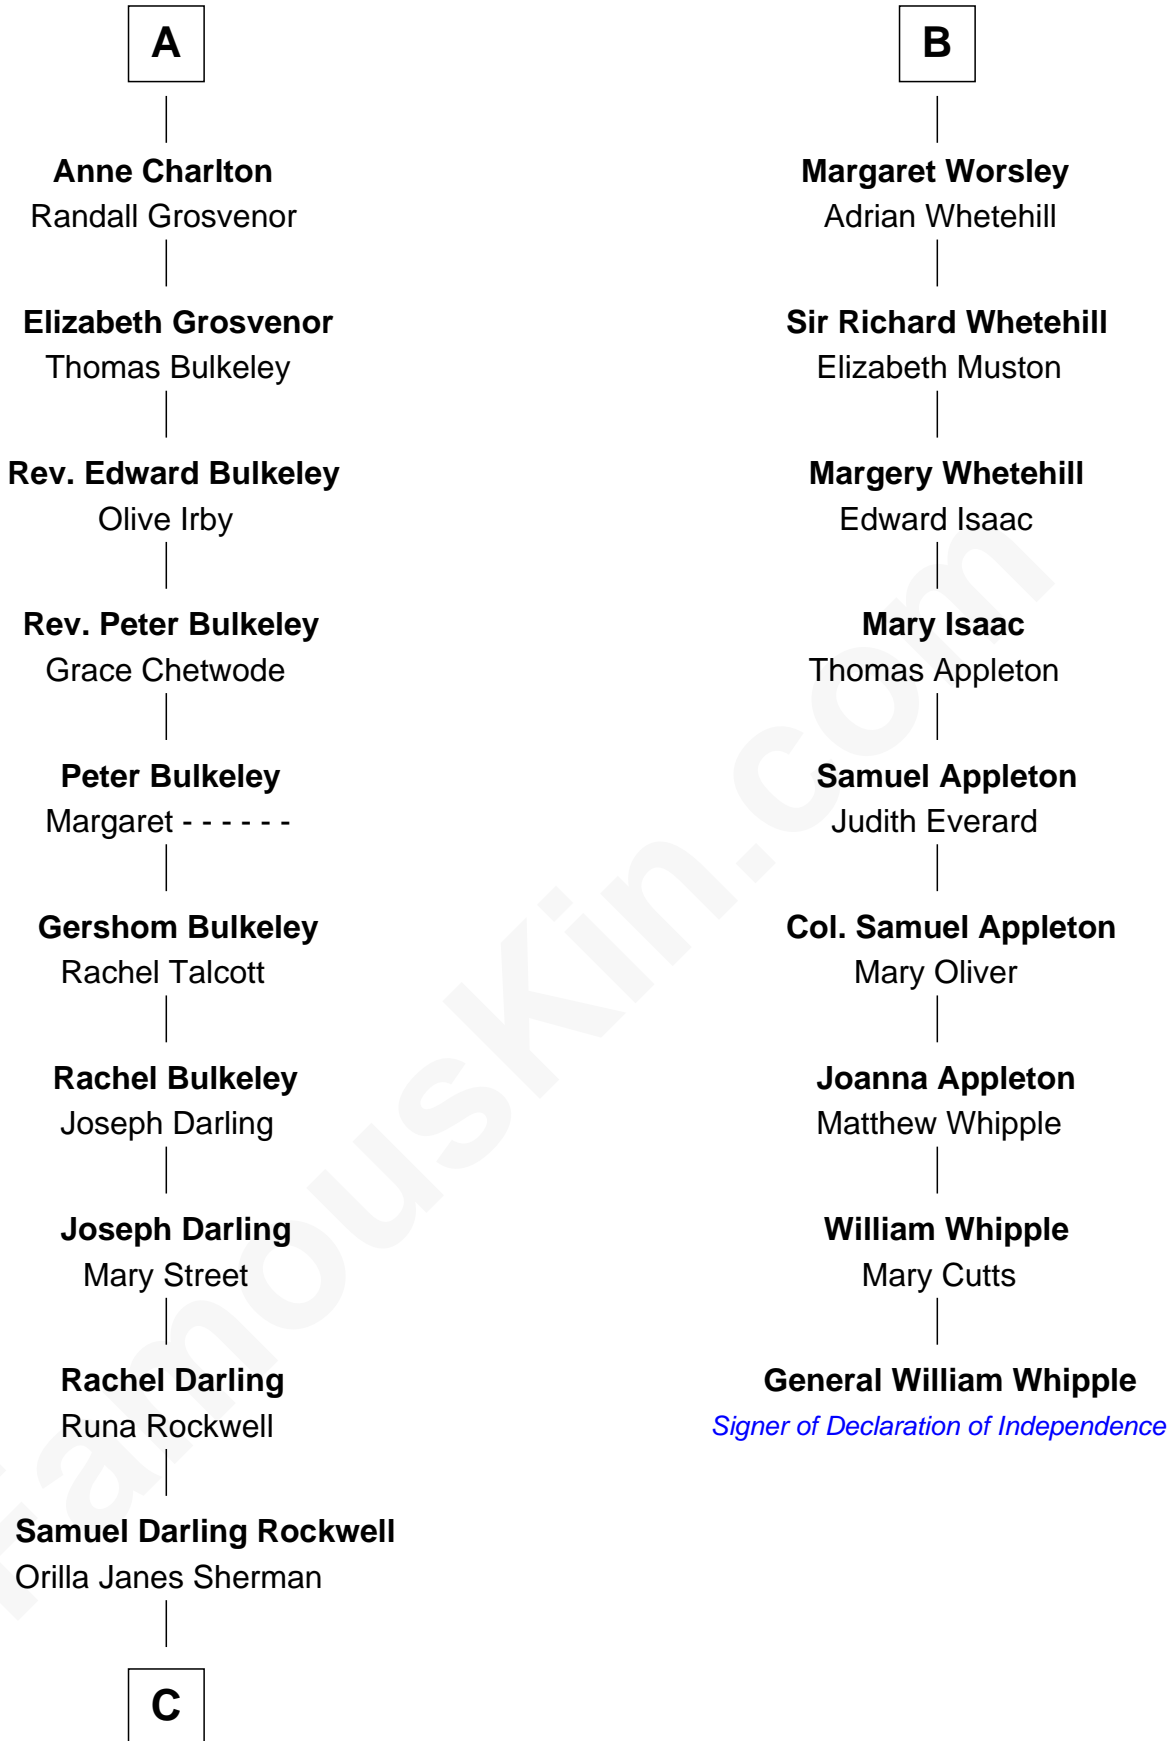 A
Anne Charlton
Randall Grosvenor
Elizabeth Grosvenor
Thomas Bulkeley
Rev. Edward Bulkeley
Olive Irby
Rev. Peter Bulkeley
Grace Chetwode
Peter Bulkeley
Margaret - - - - - -
Gershom Bulkeley
Rachel Talcott
Rachel Bulkeley
Joseph Darling
Joseph Darling
Mary Street
Rachel Darling
Runa Rockwell
Samuel Darling Rockwell
Orilla Janes Sherman
C
B
Margaret Worsley
Adrian Whetehill
Sir Richard Whetehill
Elizabeth Muston
Margery Whetehill
Edward Isaac
Mary Isaac
Thomas Appleton
Samuel Appleton
Judith Everard
Col. Samuel Appleton
Mary Oliver
Joanna Appleton
Matthew Whipple
William Whipple
Mary Cutts
General William Whipple
Signer of Declaration of Independence
FamousKin.com